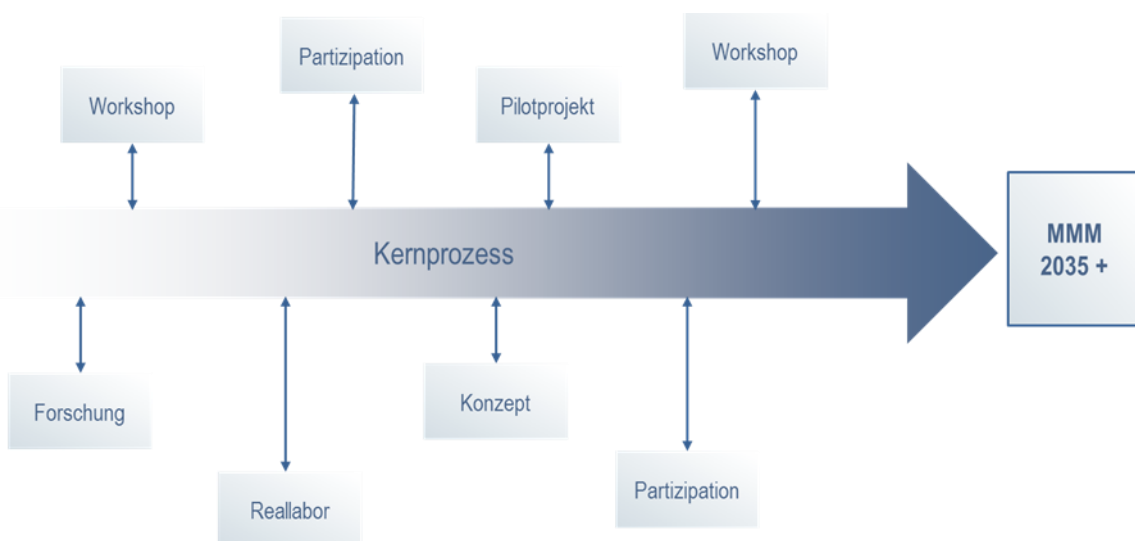 Partizipation
Workshop
Workshop
Pilotprojekt
Kernprozess
MMM
2035 +
Forschung
Konzept
Reallabor
Partizipation